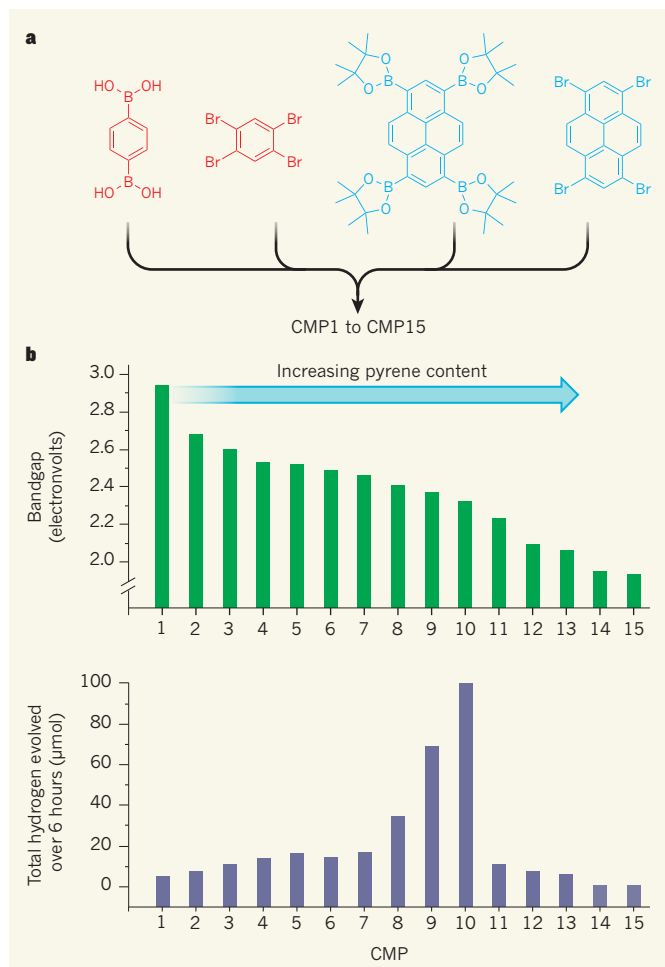 a
HO OH
B
B
HO OH
Br Br
Br Br
O O
B B
O O
O O
B B
O O
Br Br
Br Br
CMP1 to CMP15
b
Increasing pyrene content
Bandgap
(electronvolts)
3.0
2.8
2.6
2.4
2.2
2.0
1 2 3 4 5 6 7 8 9 10 11 12 13 14 15
Total hydrogen evolved
over 6 hours (µmol)
100
80
60
40
20
0
1 2 3 4 5 6 7 8 9 10 11 12 13 14 15
CMP